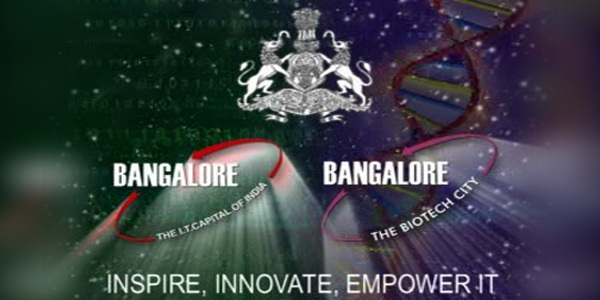 BANGALORE
THE I.T.CAPITAL OF INDIA
BANGALORE
THE BIOTECH CITY
INSPIRE, INNOVATE, EMPOWER IT